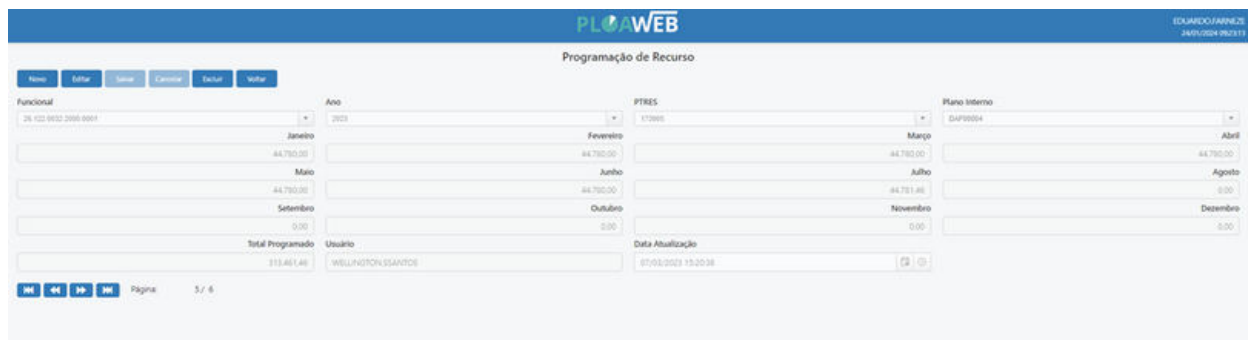 PLOAWEB
EDUARDO.FARNEZE
24/01/2024 09:23:13
Programação de Recurso
Novo Editar Salvar Cancelar Excluir Voltar
Funcional Ano PTRES Plano Interno
26.122.0032.2000.0001 2023 173905 DAP00004
Janeiro Fevereiro Março Abril
44.780,00 44.780,00 44.780,00 44.780,00
Maio Junho Julho Agosto
44.780,00 44.780,00 44.781,46 0,00
Setembro Outubro Novembro Dezembro
0,00 0,00 0,00 0,00
Total Programado Usuário Data Atualização
313.461,46 WELLINGTON.SSANTOS 07/03/2023 15:20:38
Página: 5 / 6